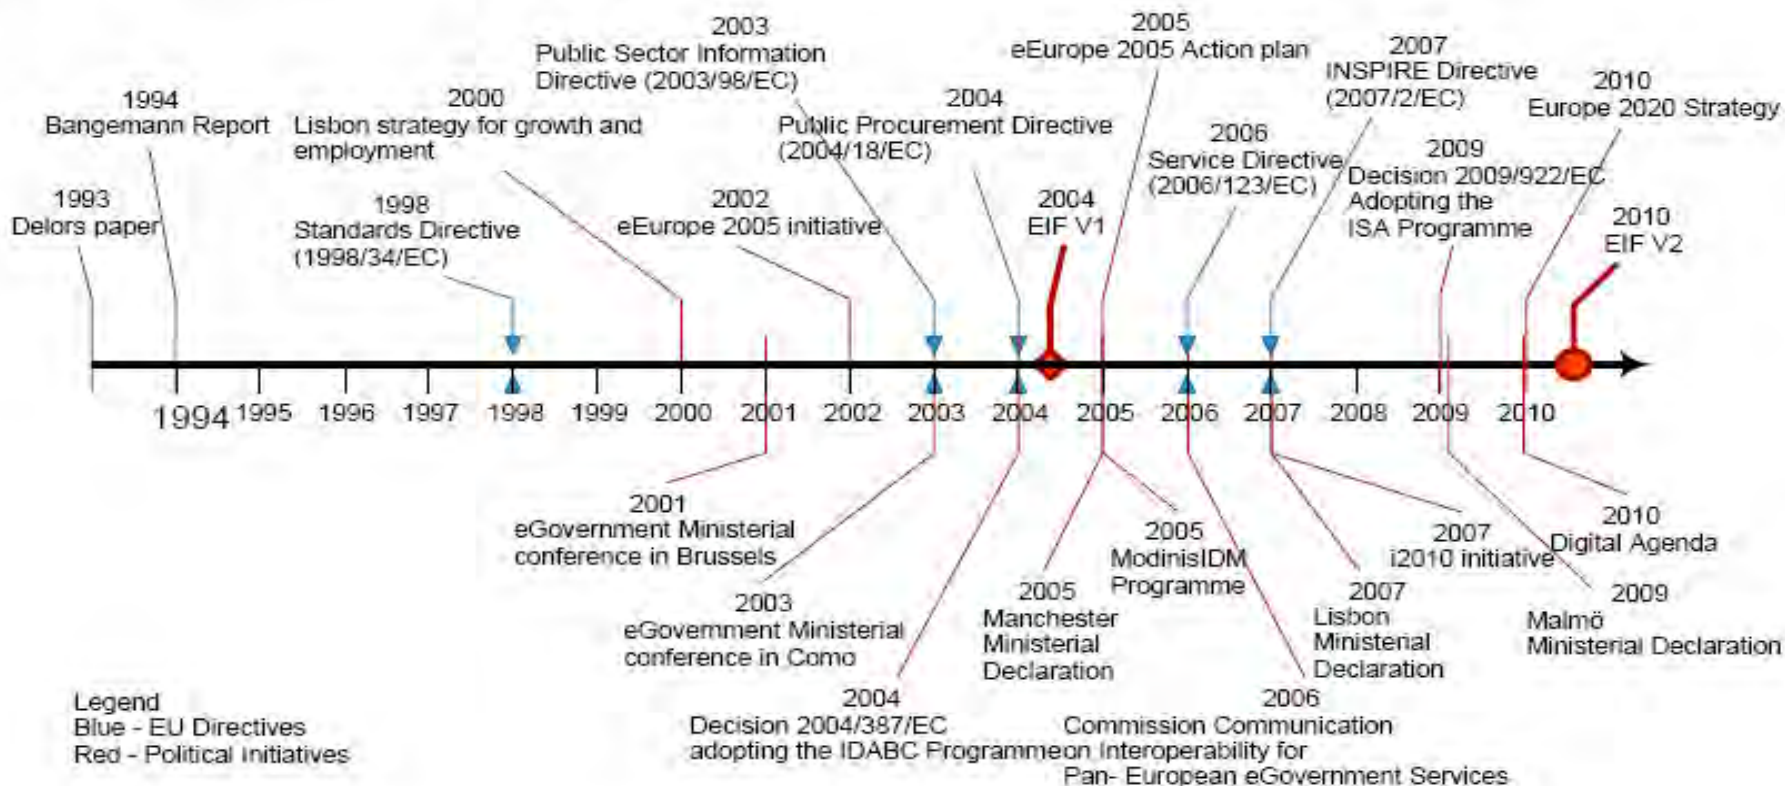 1993
Delors paper
1994
Bangemann Report
1998
Standards Directive
(1998/34/EC)
2000
Lisbon strategy for growth and
employment
2002
eEurope 2005 initiative
2003
Public Sector Information
Directive (2003/98/EC)
2004
Public Procurement Directive
(2004/18/EC)
2004
EIF V1
2005
eEurope 2005 Action plan
2006
Service Directive
(2006/123/EC)
2007
INSPIRE Directive
(2007/2/EC)
2009
Decision 2009/922/EC
Adopting the
ISA Programme
2010
Europe 2020 Strategy
2010
EIF V2
1994 1995 1996 1997 1998 1999 2000 2001 2002 2003 2004 2005 2006 2007 2008 2009 2010
2001
eGovernment Ministerial
conference in Brussels
2003
eGovernment Ministerial
conference in Como
2004
Decision 2004/387/EC
adopting the IDABC Programme
2005
Manchester
Ministerial
Declaration
2005
ModinisIDM
Programme
2006
Commission Communication
on Interoperability for
Pan- European eGovernment Services
2007
Lisbon
Ministerial
Declaration
2007
i2010 initiative
2010
Digital Agenda
2009
Malmö
Ministerial Declaration
Legend
Blue - EU Directives
Red - Political initiatives